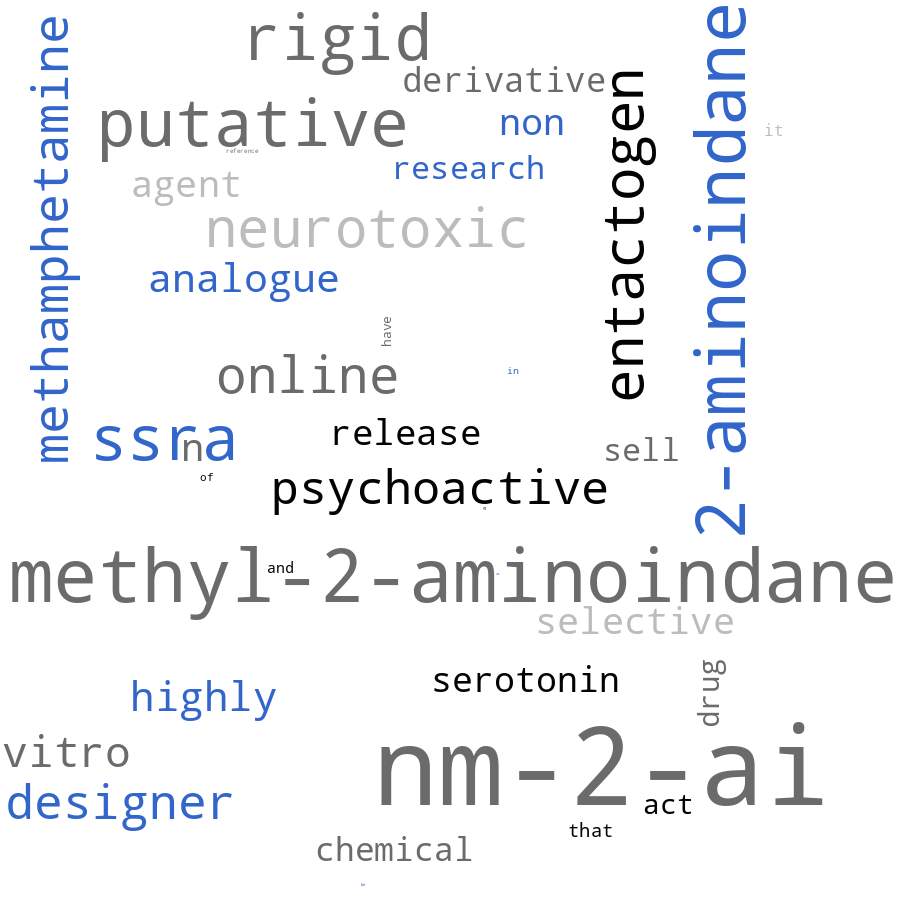 rigid
methamphetamine
2-aminoindane
derivative
entactogen
putative
non
it
reference
research
agent
neurotoxic
analogue
have
online
in
release
ssra
n
sell
of
psychoactive
methyl-2-aminoindane
and
selective
serotonin
drug
highly
vitro
nm-2-ai
designer
act
that
chemical